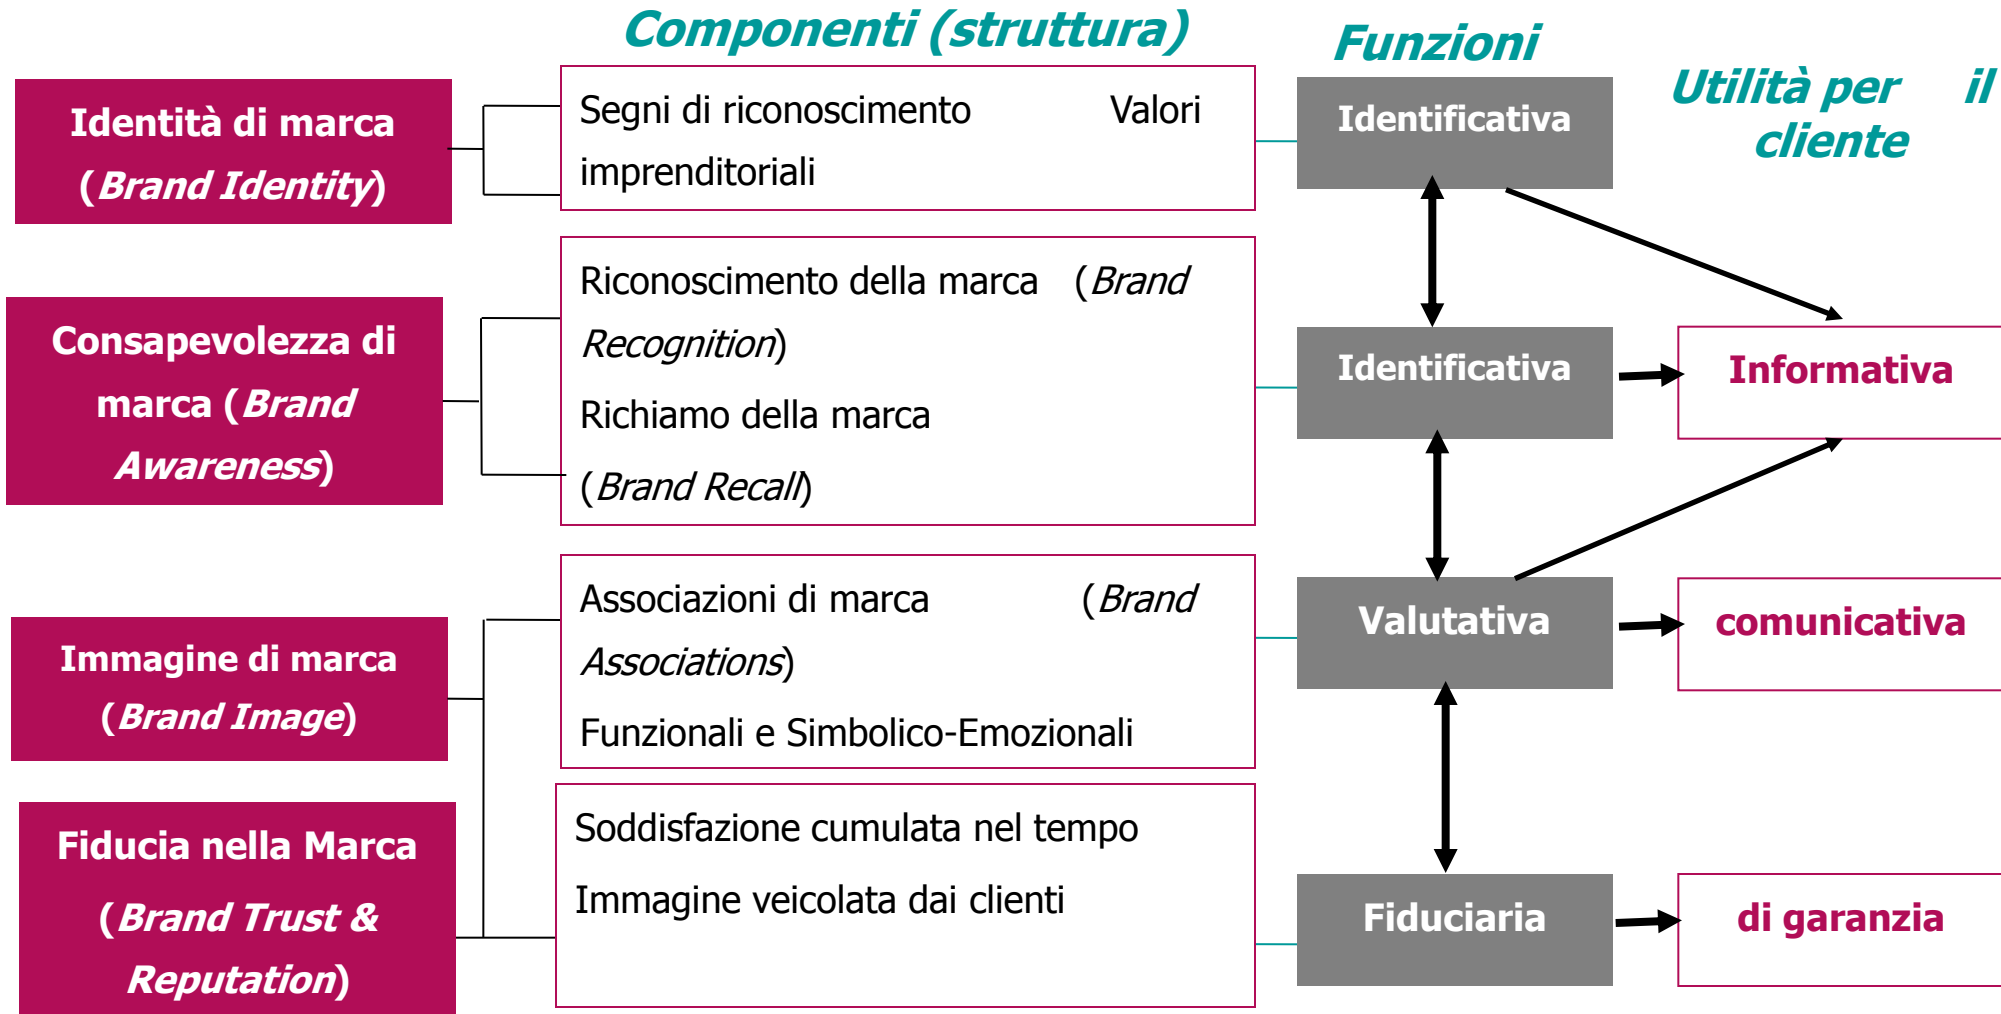 Componenti (struttura)
Funzioni
Utilità per il
cliente
Identità di marca
(Brand Identity)
Segni di riconoscimento Valori
imprenditoriali
Identificativa
Consapevolezza di
marca (Brand
Awareness)
Riconoscimento della marca (Brand
Recognition)
Richiamo della marca
(Brand Recall)
Identificativa
Informativa
Immagine di marca
(Brand Image)
Associazioni di marca (Brand
Associations)
Funzionali e Simbolico-Emozionali
Valutativa
comunicativa
Fiducia nella Marca
(Brand Trust &
Reputation)
Soddisfazione cumulata nel tempo
Immagine veicolata dai clienti
Fiduciaria
di garanzia